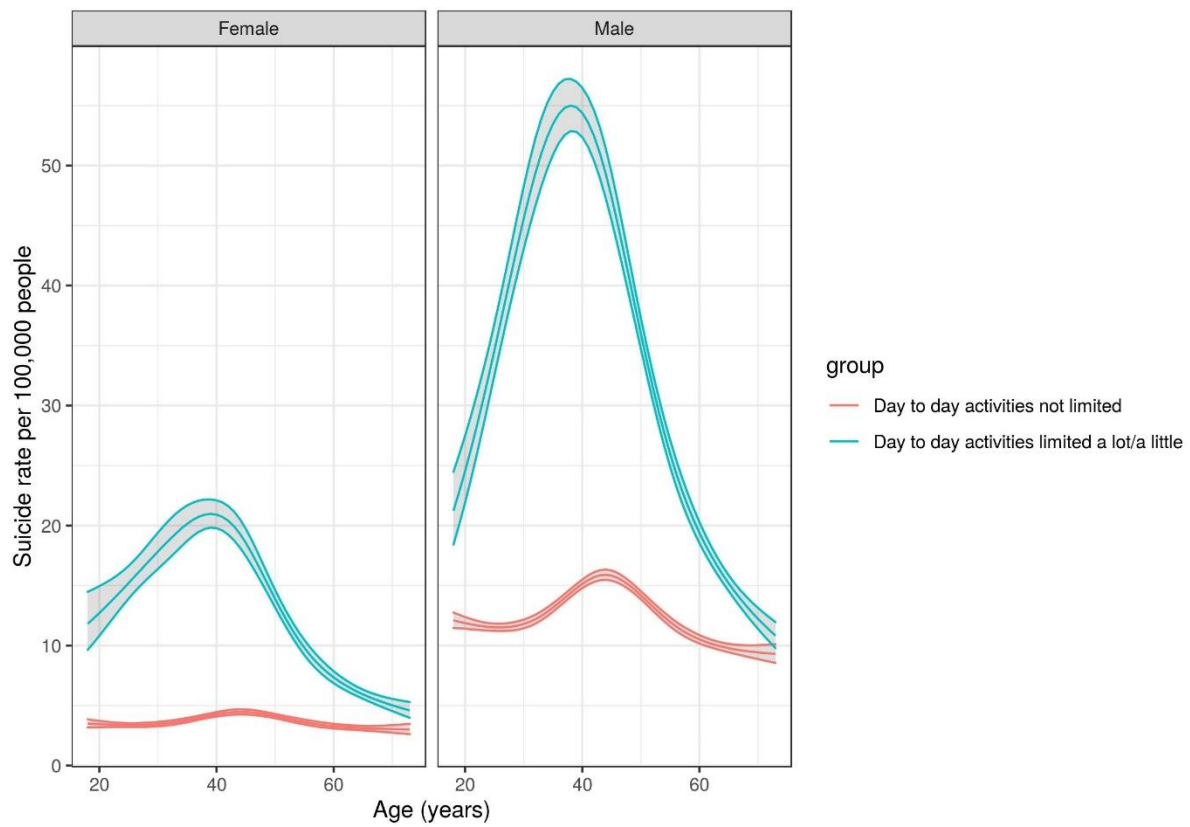 Female
Male
Suicide rate per 100,000 people
50
40
30
20
10
0
20
40
60
20
40
60
Age (years)
group
Day to day activities not limited
Day to day activities limited a lot/a little